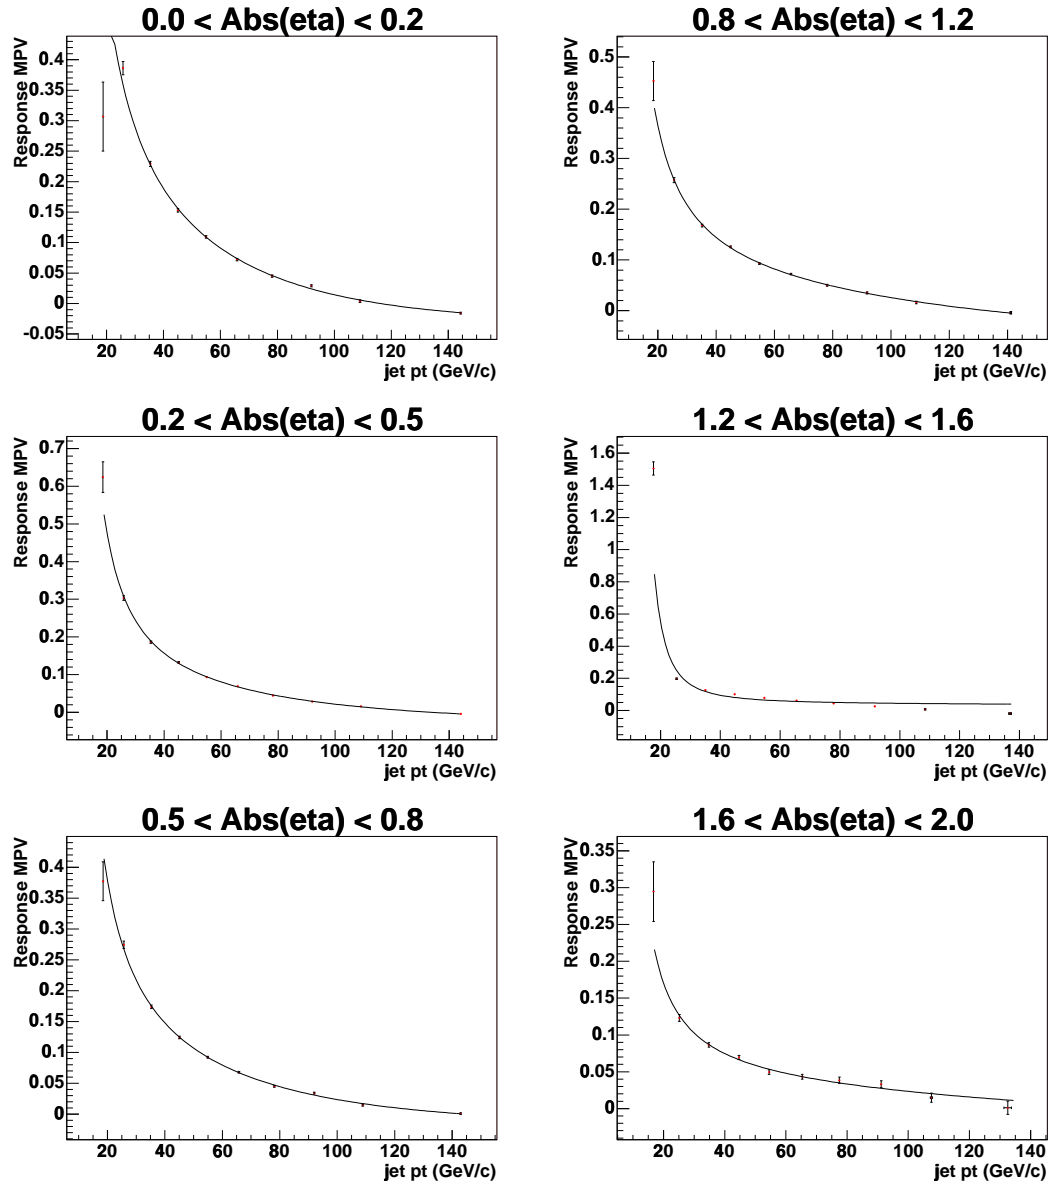 0.0 < Abs(eta) < 0.2
Response MPV
0.4
0.35
0.3
0.25
0.2
0.15
0.1
0.05
0
-0.05
20 40 60 80 100 120 140
jet pt (GeV/c)
0.8 < Abs(eta) < 1.2
Response MPV
0.5
0.4
0.3
0.2
0.1
0
20 40 60 80 100 120 140
jet pt (GeV/c)
0.2 < Abs(eta) < 0.5
Response MPV
0.7
0.6
0.5
0.4
0.3
0.2
0.1
0
20 40 60 80 100 120 140
jet pt (GeV/c)
1.2 < Abs(eta) < 1.6
Response MPV
1.6
1.4
1.2
1
0.8
0.6
0.4
0.2
0
20 40 60 80 100 120 140
jet pt (GeV/c)
0.5 < Abs(eta) < 0.8
Response MPV
0.4
0.35
0.3
0.25
0.2
0.15
0.1
0.05
0
20 40 60 80 100 120 140
jet pt (GeV/c)
1.6 < Abs(eta) < 2.0
Response MPV
0.35
0.3
0.25
0.2
0.15
0.1
0.05
0
20 40 60 80 100 120 140
jet pt (GeV/c)